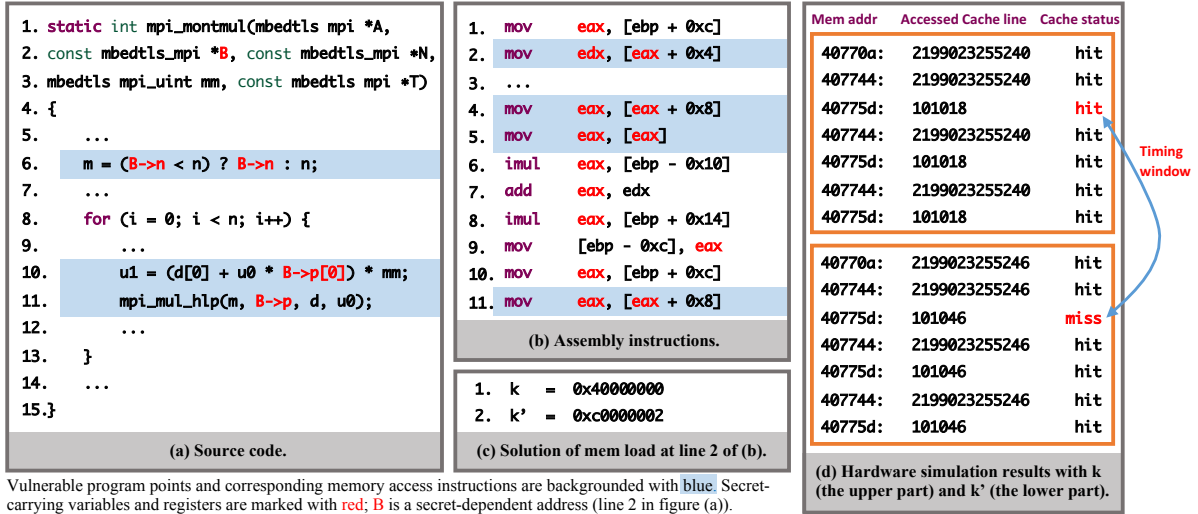 1. static int mpi_montmul(mbedtls mpi *A,
2. const mbedtls_mpi *B, const mbedtls_mpi *N,
3. mbedtls mpi_uint mm, const mbedtls mpi *T)
4. {
5. ...
6. m = (B->n < n) ? B->n : n;
7. ...
8. for (i = 0; i < n; i++) {
9. ...
10. u1 = (d[0] + u0 * B->p[0]) * mm;
11. mpi_mul_hlp(m, B->p, d, u0);
12. ...
13. }
14. ...
15.}
(a) Source code.
1. mov eax, [ebp + 0xc]
2. mov edx, [eax + 0x4]
3. ...
4. mov eax, [eax + 0x8]
5. mov eax, [eax]
6. imul eax, [ebp - 0x10]
7. add eax, edx
8. imul eax, [ebp + 0x14]
9. mov [ebp - 0xc], eax
10. mov eax, [ebp + 0xc]
11. mov eax, [eax + 0x8]
(b) Assembly instructions.
1. k = 0x40000000
2. k' = 0xc0000002
(c) Solution of mem load at line 2 of (b).
Mem addr Accessed Cache line Cache status
40770a: 2199023255240 hit
407744: 2199023255240 hit
40775d: 101018 hit
407744: 2199023255240 hit
40775d: 101018 hit
407744: 2199023255240 hit
40775d: 101018 hit
Timing
window
40770a: 2199023255246 hit
407744: 2199023255246 hit
40775d: 101046 miss
407744: 2199023255246 hit
40775d: 101046 hit
407744: 2199023255246 hit
40775d: 101046 hit
(d) Hardware simulation results with k
(the upper part) and k' (the lower part).
Vulnerable program points and corresponding memory access instructions are backgrounded with blue. Secret-
carrying variables and registers are marked with red; B is a secret-dependent address (line 2 in figure (a)).